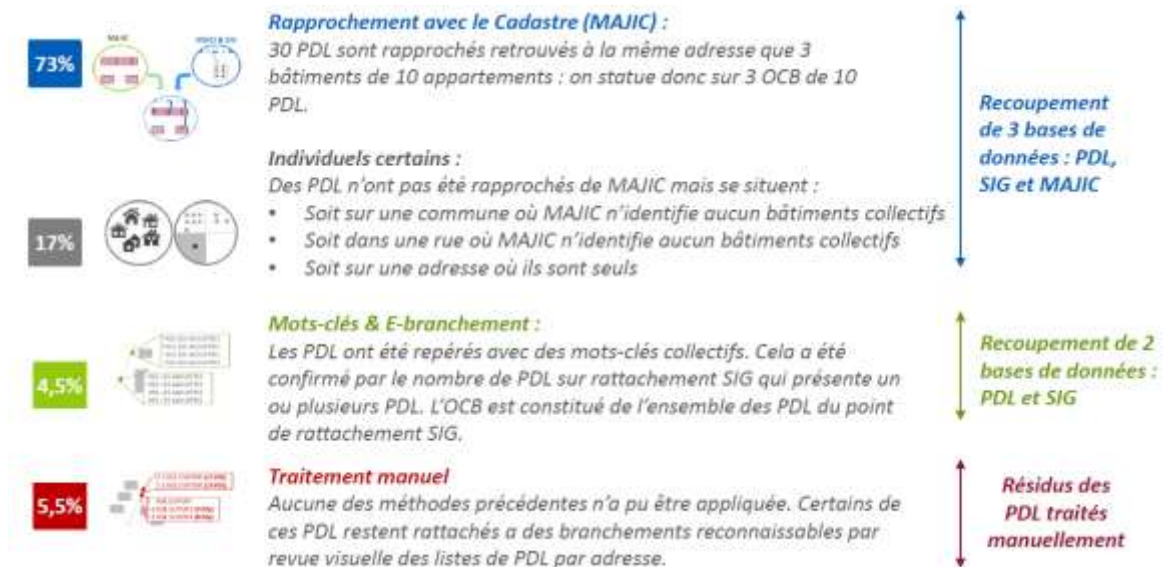 73%
MAJIC
Rapprochement avec le Cadastre (MAJIC) :
30 PDL sont rapprochés retrouvés à la même adresse que 3
bâtiments de 10 appartements : on statue donc sur 3 OCB de 10
PDL.
17%
Individuels certains :
Des PDL n'ont pas été rapprochés de MAJIC mais se situent :
• Soit sur une commune où MAJIC n'identifie aucun bâtiments collectifs
• Soit dans une rue où MAJIC n'identifie aucun bâtiments collectifs
• Soit sur une adresse où ils sont seuls
Recoupement
de 3 bases de
données : PDL,
SIG et MAJIC
4,5%
Mots-clés & E-branchement :
Les PDL ont été repérés avec des mots-clés collectifs. Cela a été
confirmé par le nombre de PDL sur rattachement SIG qui présente un
ou plusieurs PDL. L'OCB est constitué de l'ensemble des PDL du point
de rattachement SIG.
Recoupement de 2
bases de données :
PDL et SIG
5,5%
Traitement manuel
Aucune des méthodes précédentes n'a pu être appliquée. Certains de
ces PDL restent rattachés a des branchements reconnaissables par
revue visuelle des listes de PDL par adresse.
Résidus des
PDL traités
manuellement